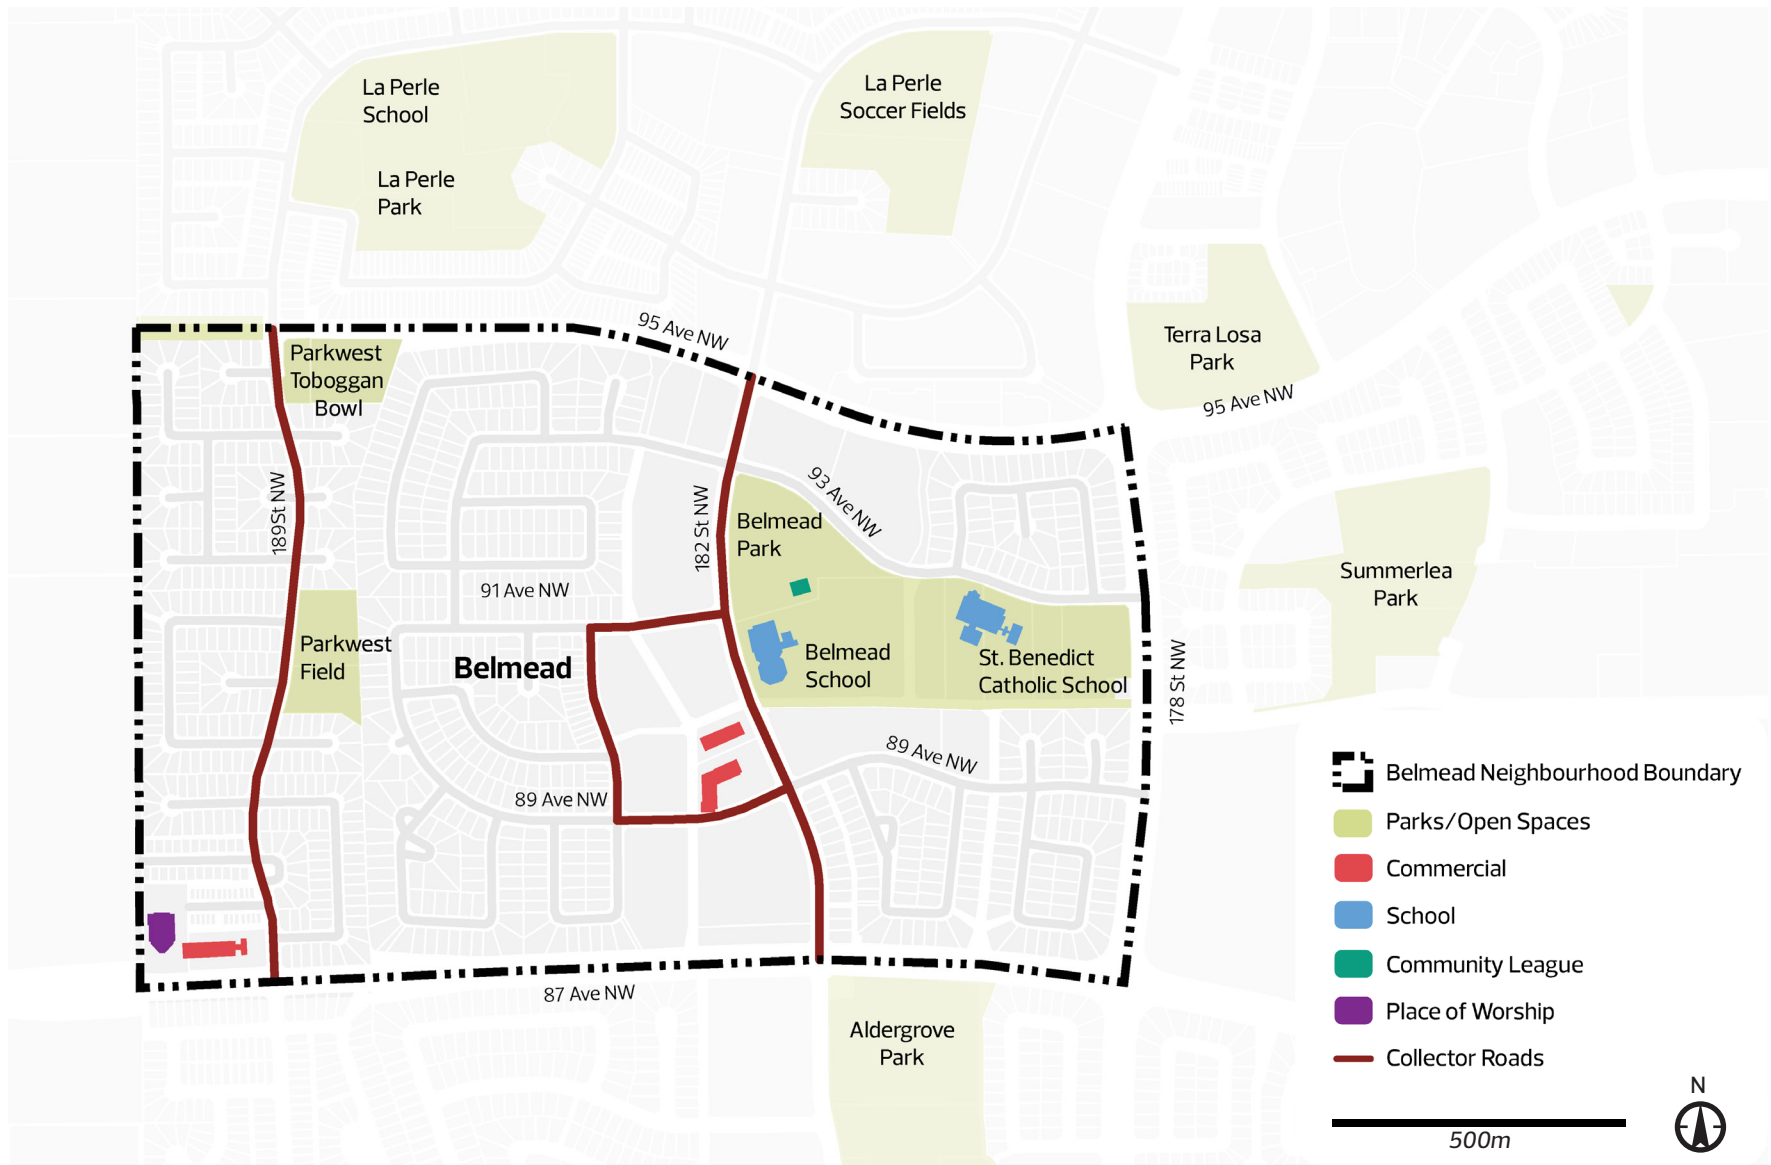 La Perle
School
La Perle
Park
La Perle
Soccer Fields
95 Ave NW
Terra Losa
Park
95 Ave NW
Parkwest
Toboggan
Bowl
189St NW
182 St NW
93 Ave NW
Belmead
Park
91 Ave NW
Summerlea
Park
Parkwest
Field
Belmead
Belmead
School
St. Benedict
Catholic School
178 St NW
89 Ave NW
89 Ave NW
87 Ave NW
Aldergrove
Park
Belmead Neighbourhood Boundary
Parks/Open Spaces
Commercial
School
Community League
Place of Worship
Collector Roads
N
500m